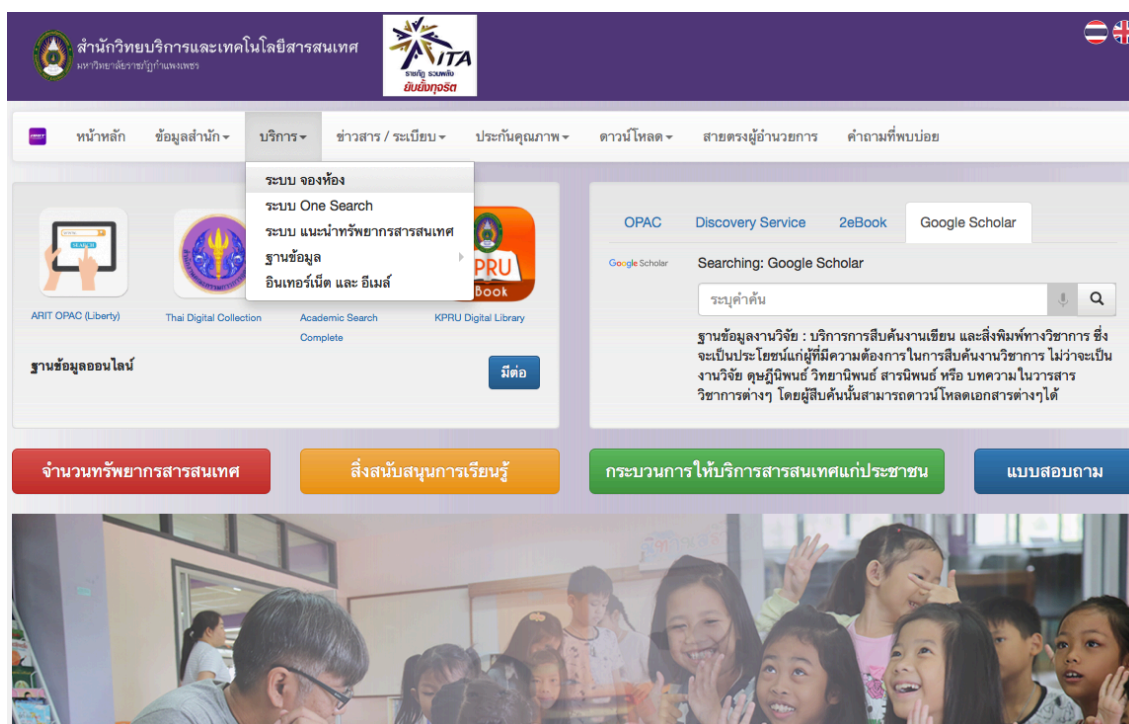 สำนักวิทยบริการและเทคโนโลยีสารสนเทศ
มหาวิทยาลัยราชภัฏกำแพงเพชร
ITA
ราชภัฏ รวมพลัง
ยับยั้งทุจริต
หน้าหลัก ข้อมูลสำนัก บริการ ข่าวสาร / ระเบียบ ประกันคุณภาพ ดาวน์โหลด สายตรงผู้อำนวยการ คำถามที่พบบ่อย
ระบบ จองห้อง
ระบบ One Search
ระบบ แนะนำทรัพยากรสารสนเทศ
ฐานข้อมูล
อินเทอร์เน็ต และ อีเมล์
SEARCH
PRU
Book
ARIT OPAC (Liberty) Thai Digital Collection Academic Search Complete KPRU Digital Library
ฐานข้อมูลออนไลน์ มีต่อ
OPAC Discovery Service 2eBook Google Scholar
Google Scholar Searching: Google Scholar
ระบุคำค้น
ฐานข้อมูลงานวิจัย : บริการการสืบค้นงานเขียน และสิ่งพิมพ์ทางวิชาการ ซึ่ง
จะเป็นประโยชน์แก่ผู้ที่มีความต้องการในการสืบค้นงานวิชาการ ไม่ว่าจะเป็น
งานวิจัย ดุษฎีนิพนธ์ วิทยานิพนธ์ สารนิพนธ์ หรือ บทความในวารสาร
วิชาการต่างๆ โดยผู้สืบค้นนั้นสามารถดาวน์โหลดเอกสารต่างๆได้
จำนวนทรัพยากรสารสนเทศ สิ่งสนับสนุนการเรียนรู้ กระบวนการให้บริการสารสนเทศแก่ประชาชน แบบสอบถาม